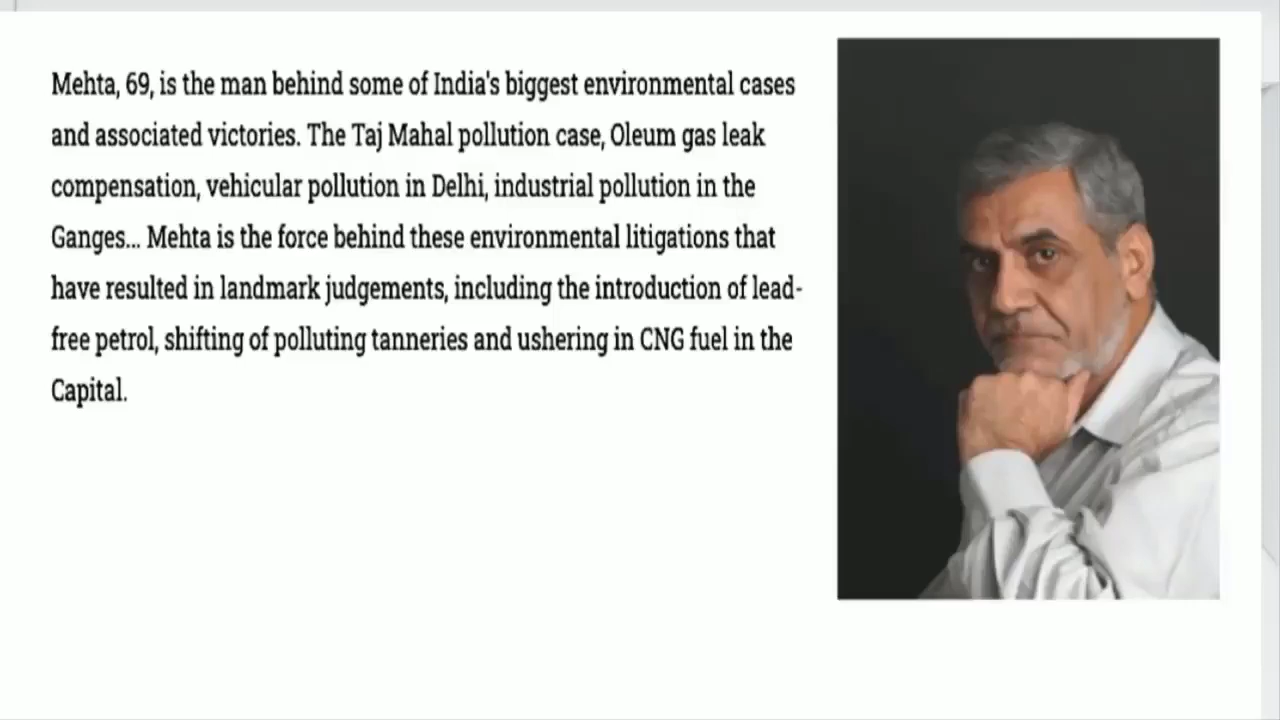 Mehta, 69, is the man behind some of India's biggest environmental cases
and associated victories. The Taj Mahal pollution case, Oleum gas leak
compensation, vehicular pollution in Delhi, industrial pollution in the
Ganges... Mehta is the force behind these environmental litigations that
have resulted in landmark judgements, including the introduction of lead-
free petrol, shifting of polluting tanneries and ushering in CNG fuel in the
Capital.